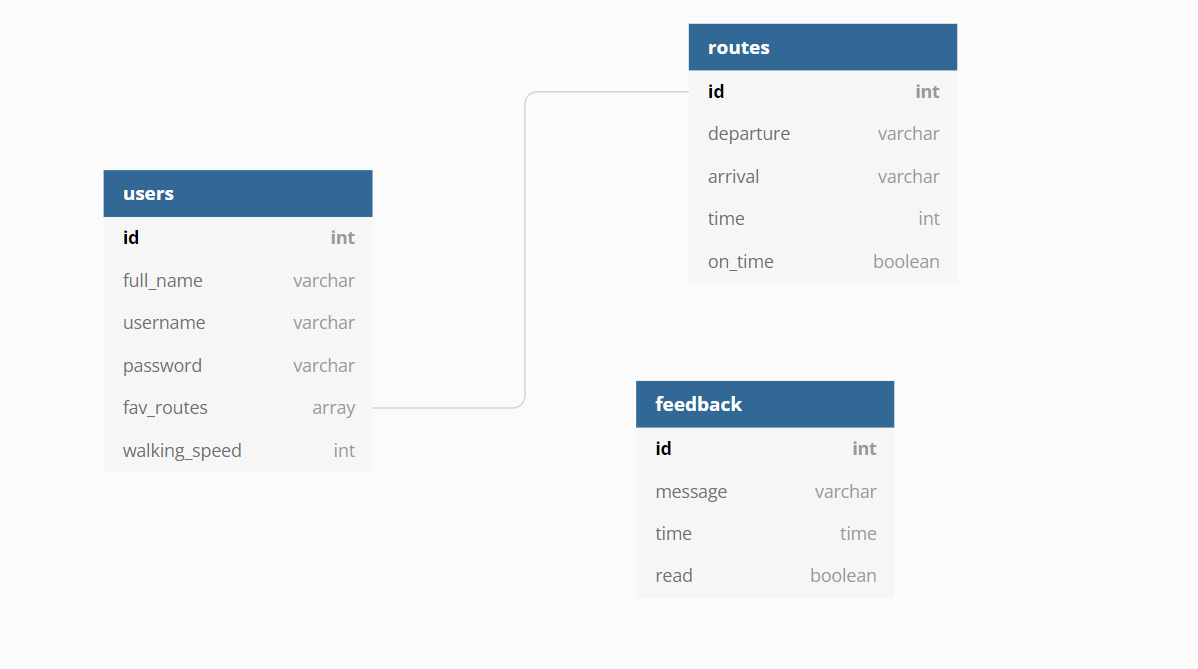 users
id int
full_name varchar
username varchar
password varchar
fav_routes array
walking_speed int
routes
id int
departure varchar
arrival varchar
time int
on_time boolean
feedback
id int
message varchar
time time
read boolean